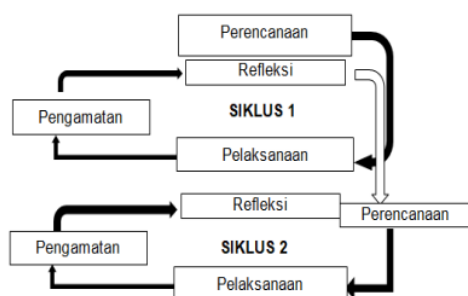 Perencanaan
Refleksi
Pengamatan
SIKLUS 1
Pelaksanaan
Refleksi
Perencanaan
Pengamatan
SIKLUS 2
Pelaksanaan